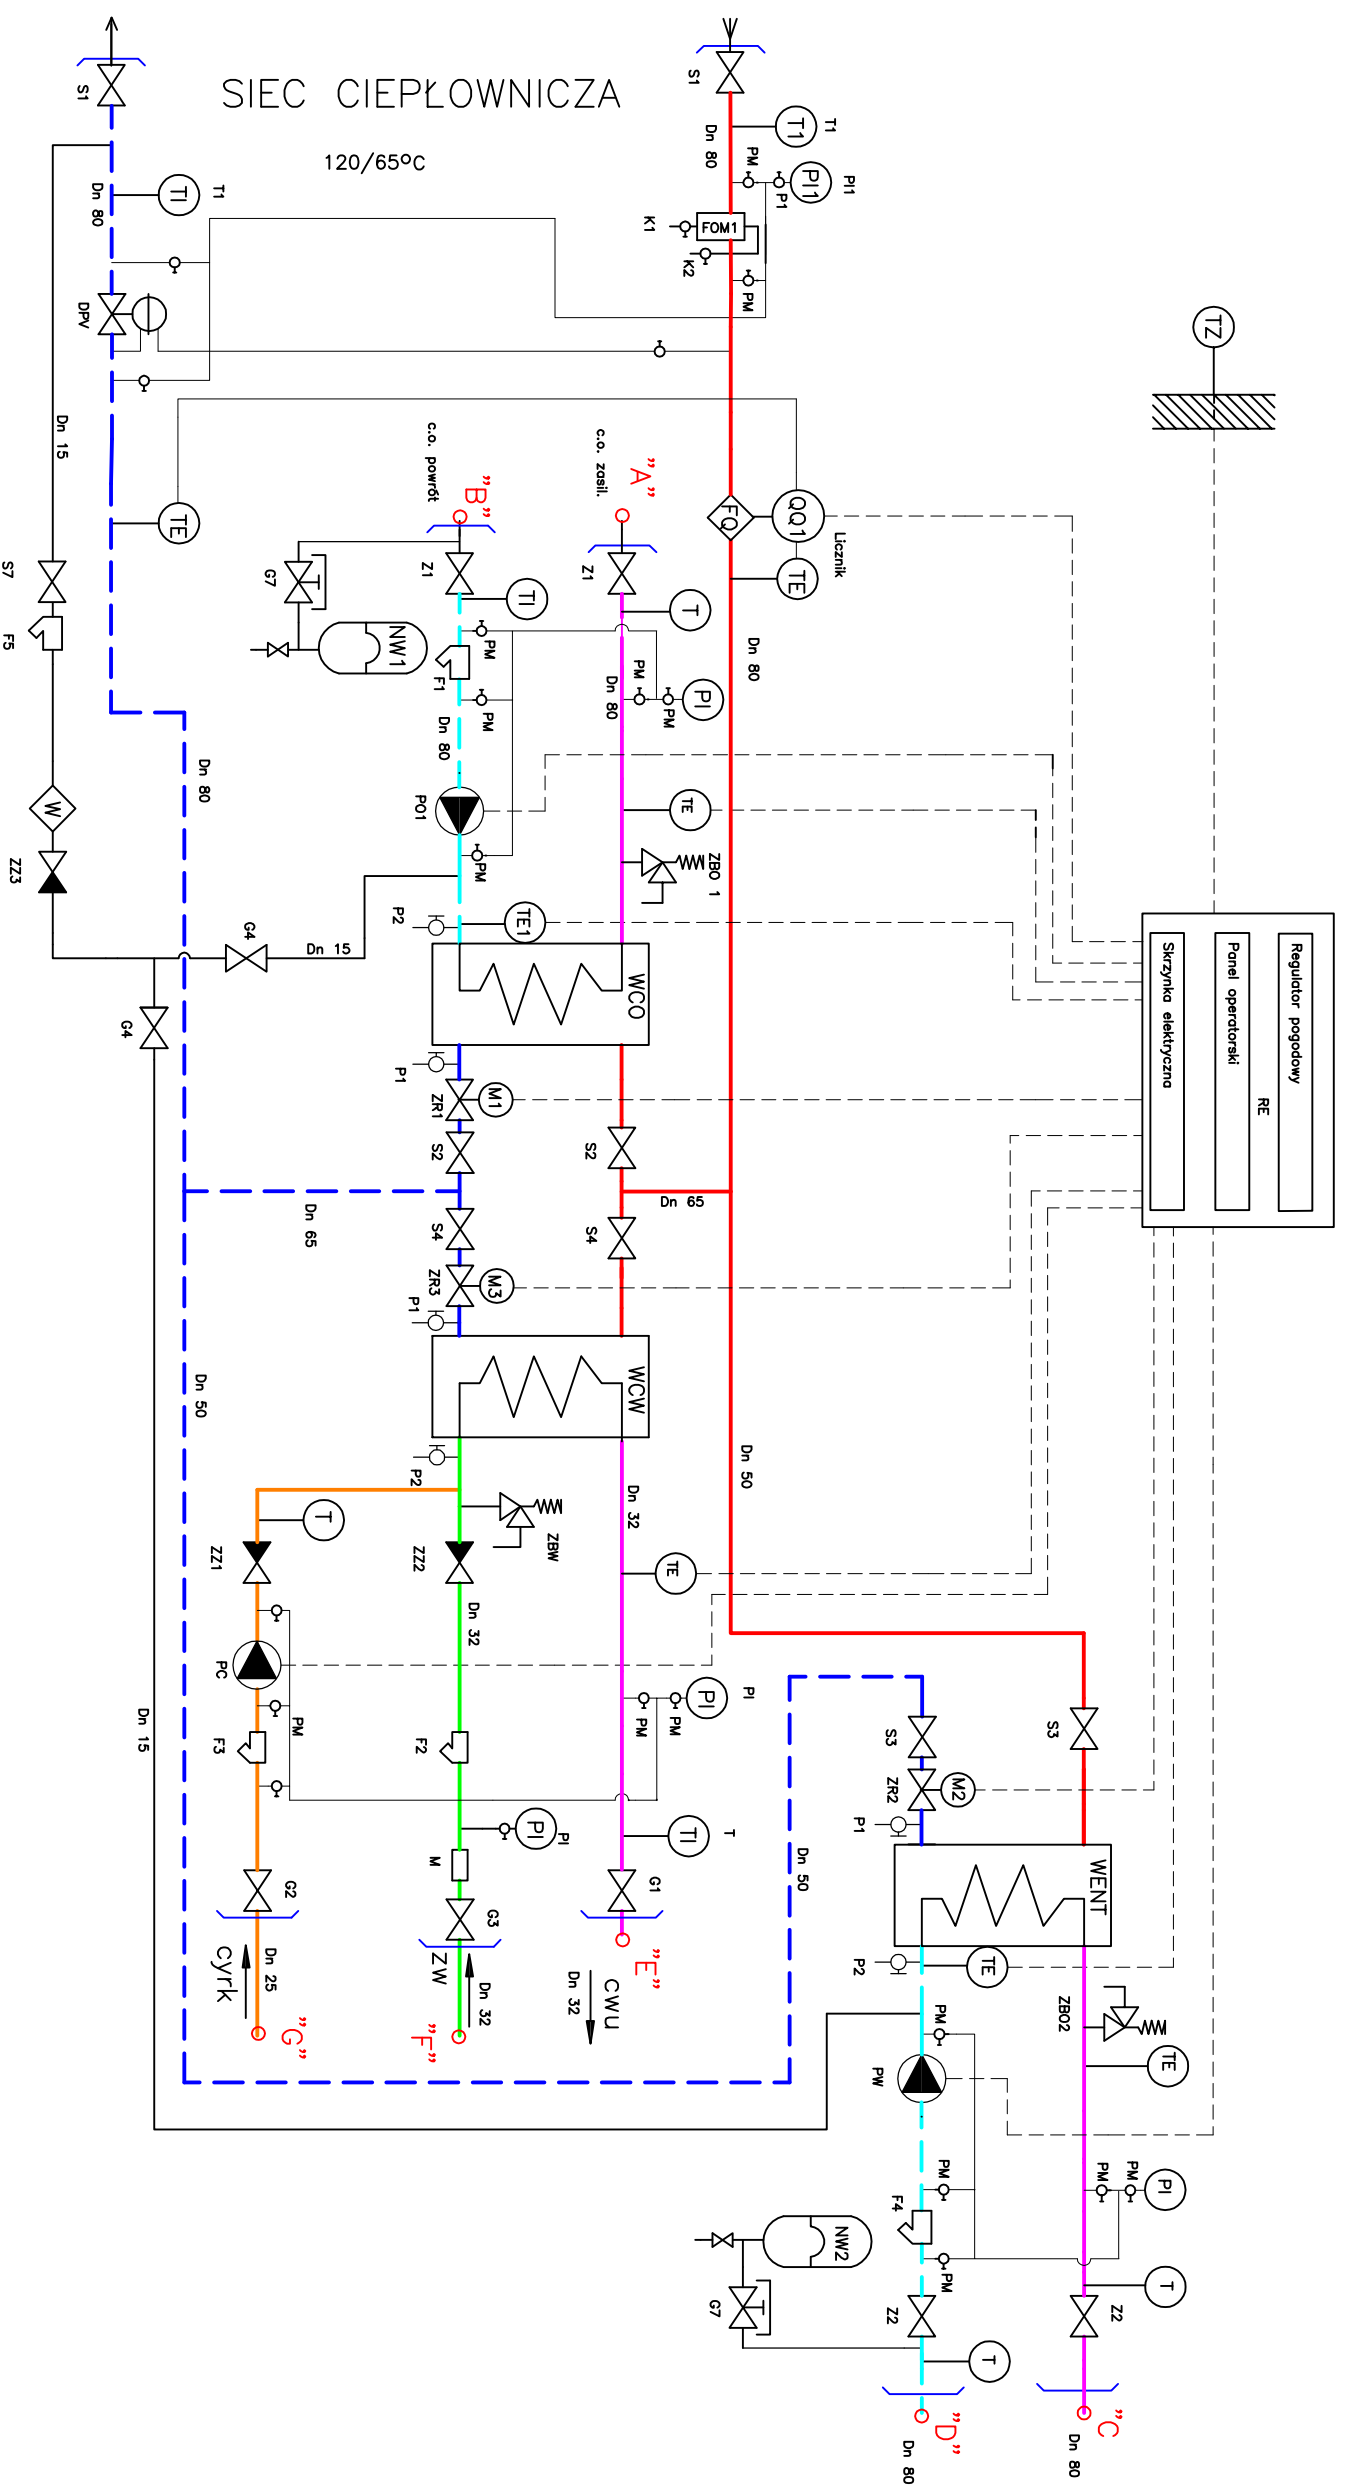 SIEC CIEPŁOWNICZA
120/65°C
S1
S1
T1
T1
Dn 80
PM
PI1
P1
PI1
FOM1
K1
K2
PM
T1
TI
Dn 80
DPV
TZ
Dn 15
TE
S7
F5
W
ZZ3
"A"
c.o. zasil.
"B"
c.o. powrót
FQ
QQ1
Licznik
TE
Dn 80
Z1
Z1
G7
NW1
TI
T
PM
F1
PM
PM
PM
PI
Dn 80
Dn 80
PO1
PM
TE
ZBO 1
P2
TE1
Dn 80
G4
Dn 15
G4
WCO
P1
ZR1
M1
S2
S2
Dn 65
Dn 65
S4
S4
ZR3
M3
P1
WCW
P2
Dn 50
Dn 50
Dn 32
Regulator pogodowy
RE
Panel operatorski
Skrzynka elektryczna
T
ZZ1
ZZ2
ZBW
TE
Dn 32
PC
PM
F3
F2
PI
PI
PM
PM
PI
PI
M
TI
T
G1
G2
G3
"E"
cwu
Dn 32
ZW
Dn 32
"F"
cyrk
Dn 25
"G"
Dn 15
Dn 50
S3
S3
ZR2
M2
P1
WENT
P2
TE
ZBO2
TE
PM
PW
PM
F4
PM
PM
PM
PI
NW2
G7
Z2
Z2
T
T
"C
"D"
Dn 80
Dn 80